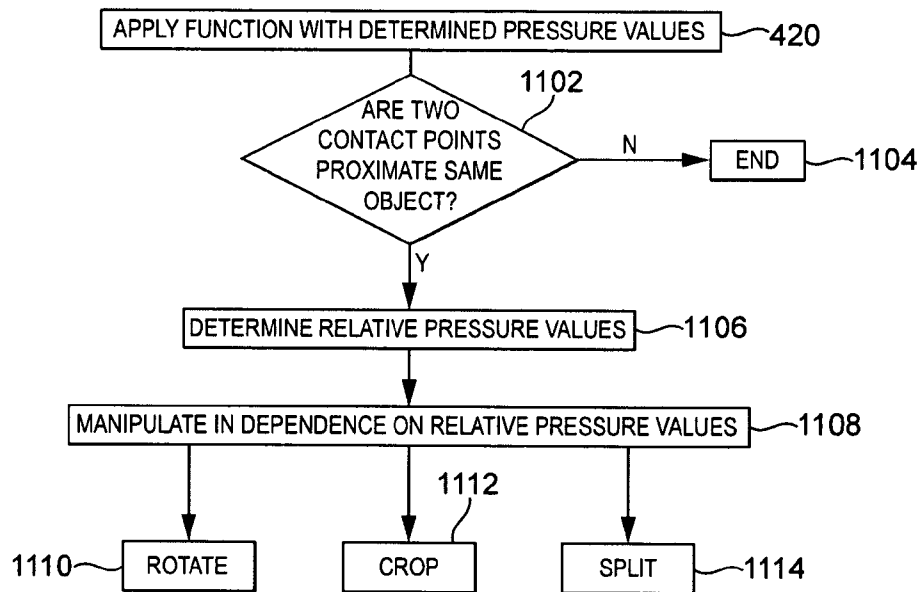 APPLY FUNCTION WITH DETERMINED PRESSURE VALUES
420
1102
ARE TWO
CONTACT POINTS
PROXIMATE SAME
OBJECT?
N
END
1104
Y
DETERMINE RELATIVE PRESSURE VALUES
1106
MANIPULATE IN DEPENDENCE ON RELATIVE PRESSURE VALUES
1108
1110
ROTATE
1112
CROP
SPLIT
1114